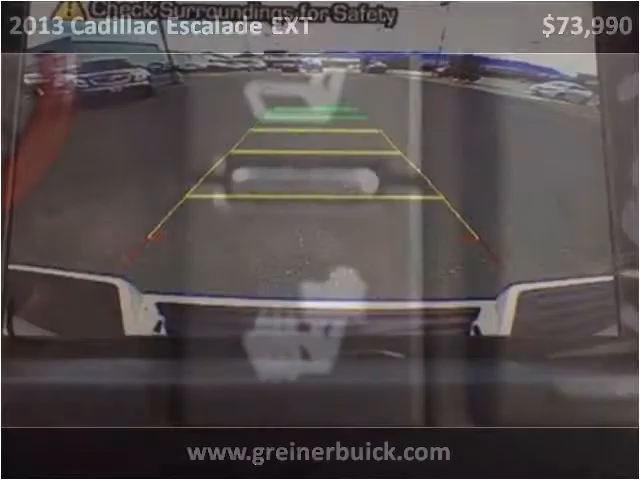 2013 Cadillac Escalade EXT $73,990
Check Surroundings for Safety
www.greinerbuick.com